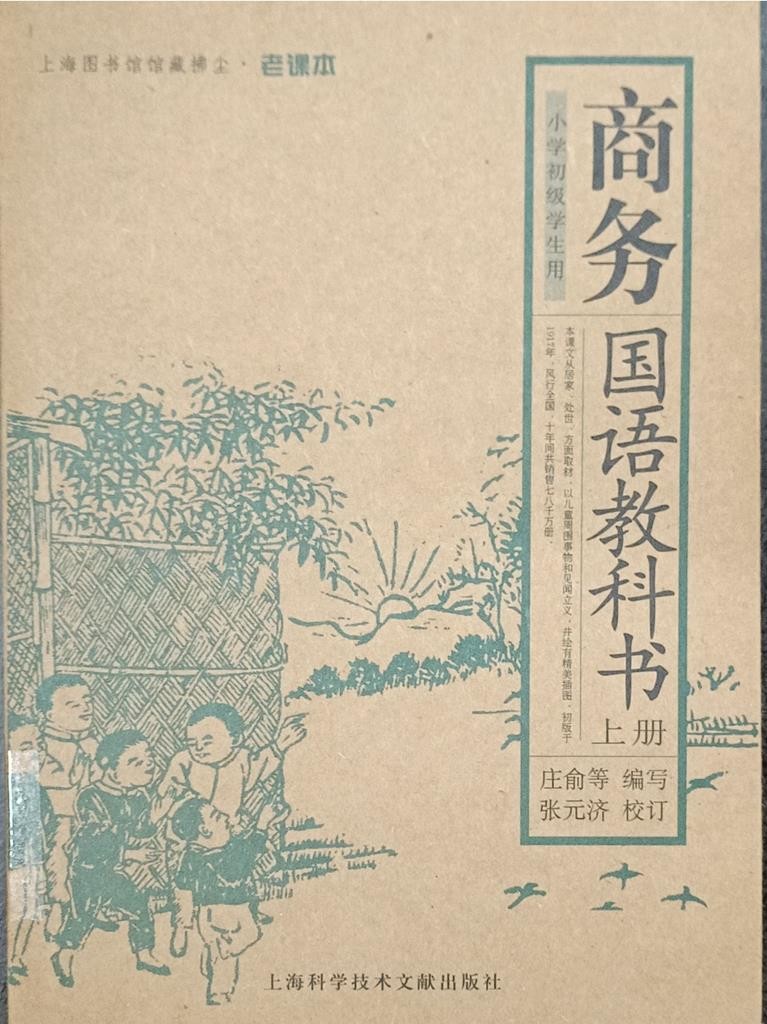 上海图书馆馆藏拂尘·老课本
商务
小学初级学生用
国语教科书
上册
本课文从居家、处世、方面取材，以儿童周围事物和见闻立义，并绘有精美插图，初版于
1917年，风行全国，十年间共销售七八千万册。
庄俞等 编写
张元济 校订
上海科学技术文献出版社